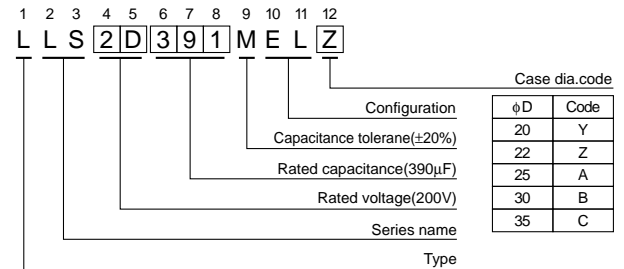 1 2 3 4 5 6 7 8 9 10 11 12
L L S 2 D 3 9 1 M E L Z
Case dia.code
Configuration
Capacitance tolerane(±20%)
Rated capacitance(390µF)
Rated voltage(200V)
Series name
Type
φD Code
20 Y
22 Z
25 A
30 B
35 C